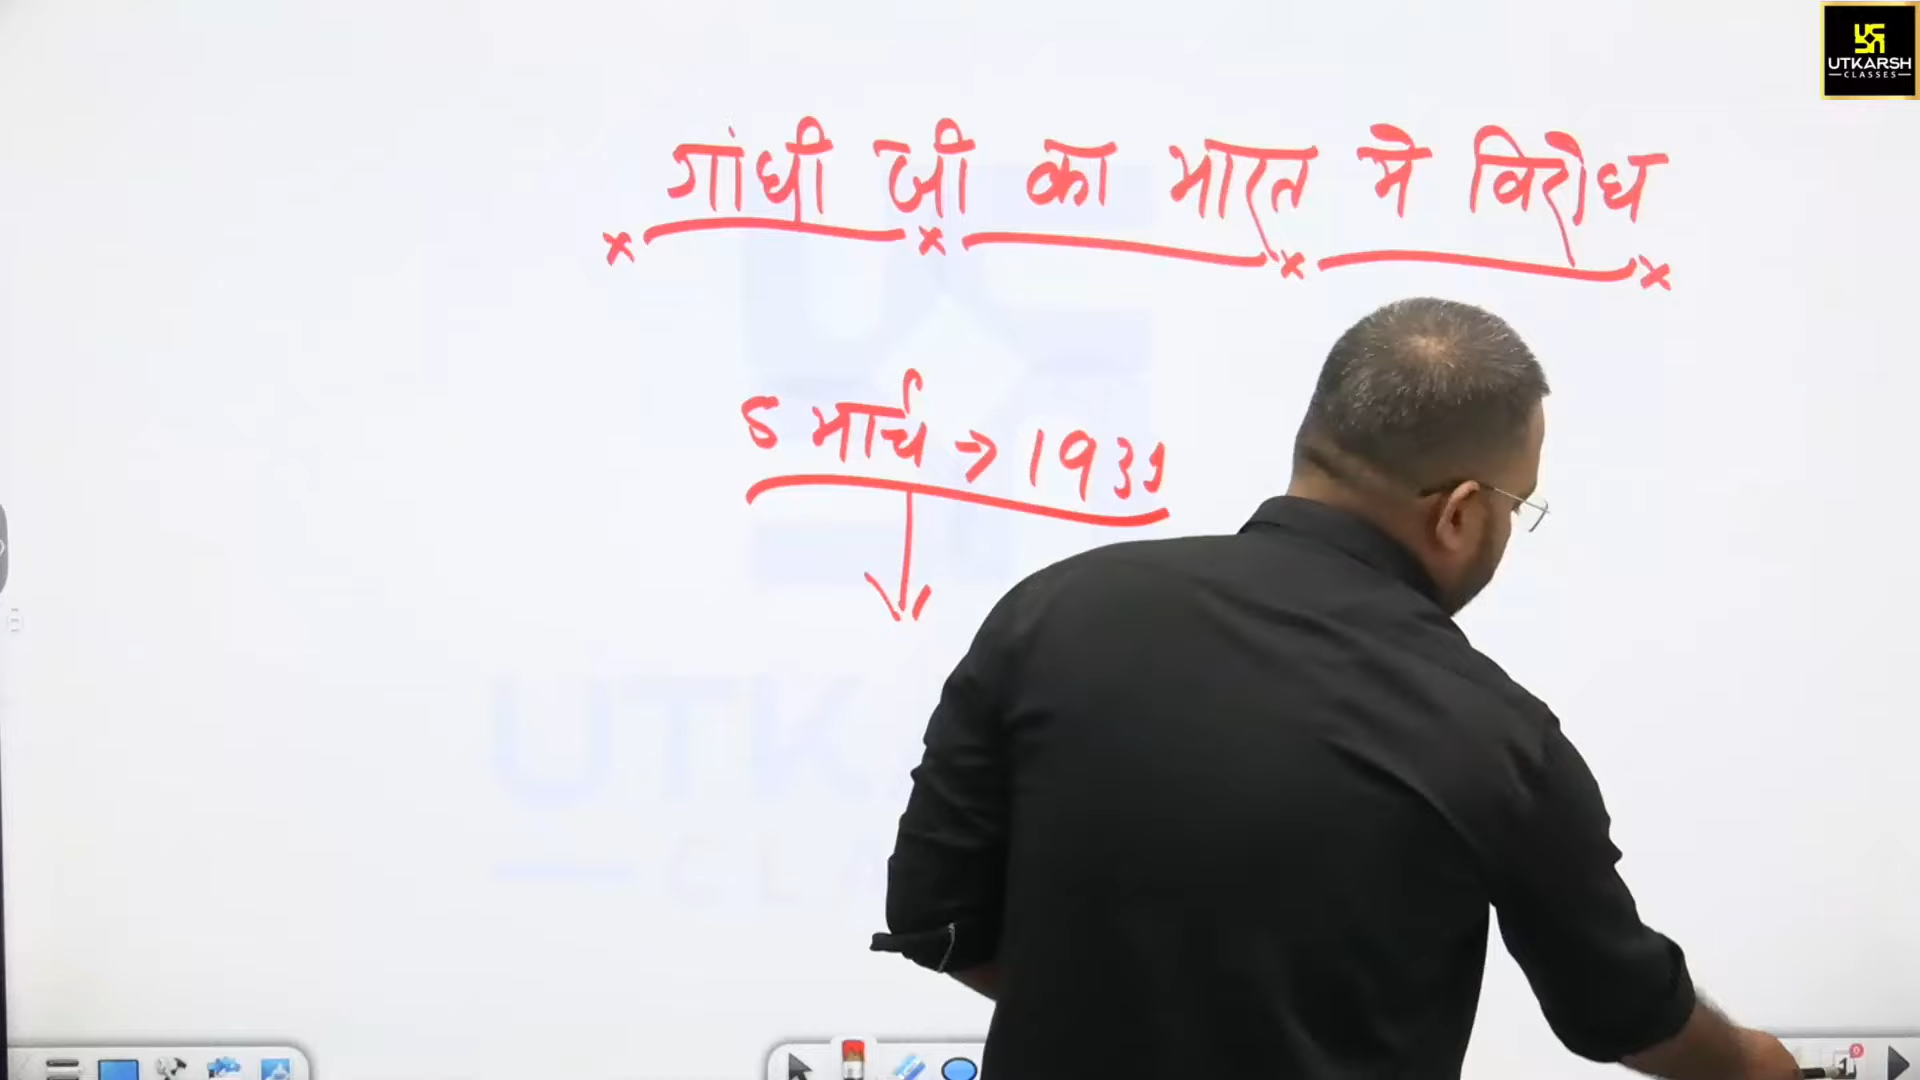 UTKARSH
CLASSES
गांधी जी का भारत मे विरोध
5 मार्च → 1931